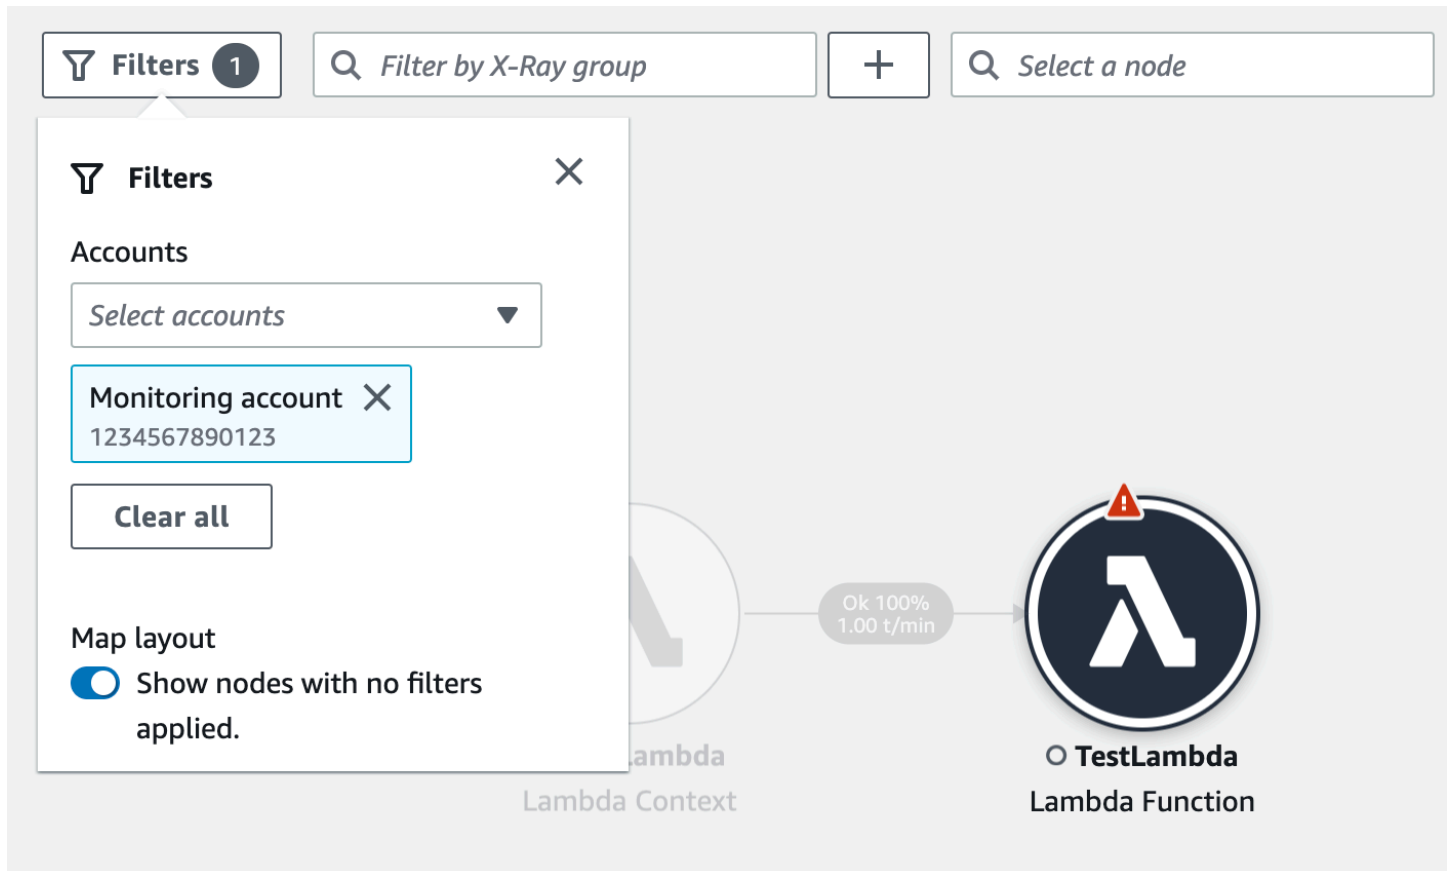 Filters 1
Filter by X-Ray group
+
Select a node
Filters
Accounts
Select accounts
Monitoring account
1234567890123
Clear all
Map layout
Show nodes with no filters
applied.
Ok 100%
1.00 t/min
Lambda Context
TestLambda
Lambda Function